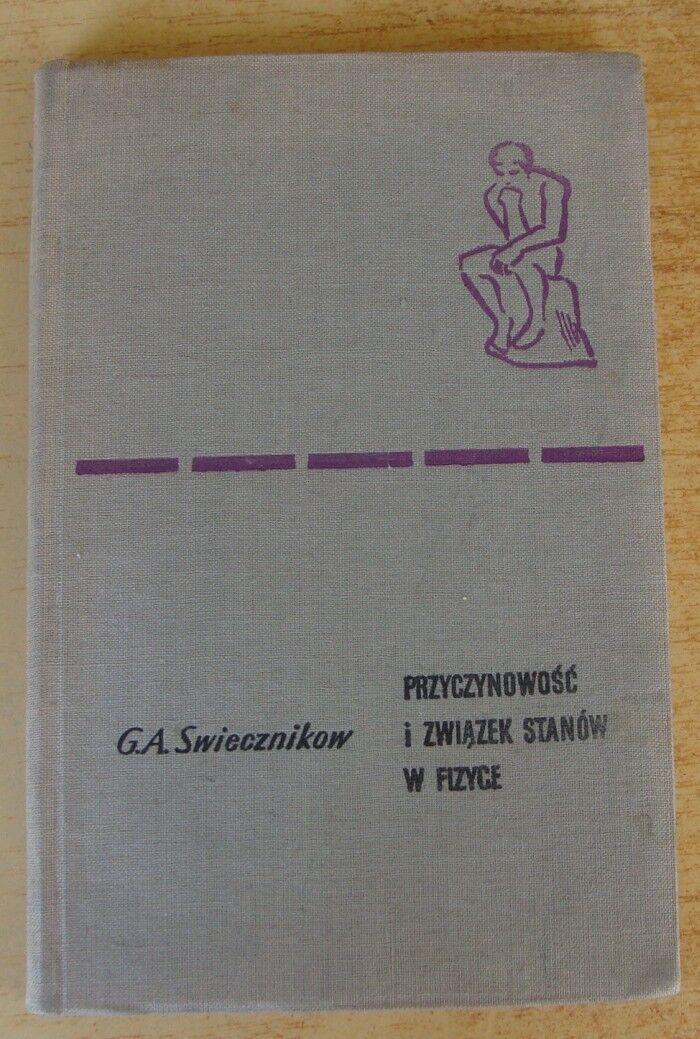 G.A. Swiecznikow
PRZYCZYNOWOŚĆ
i ZWIĄZEK STANÓW
W FIZYCE